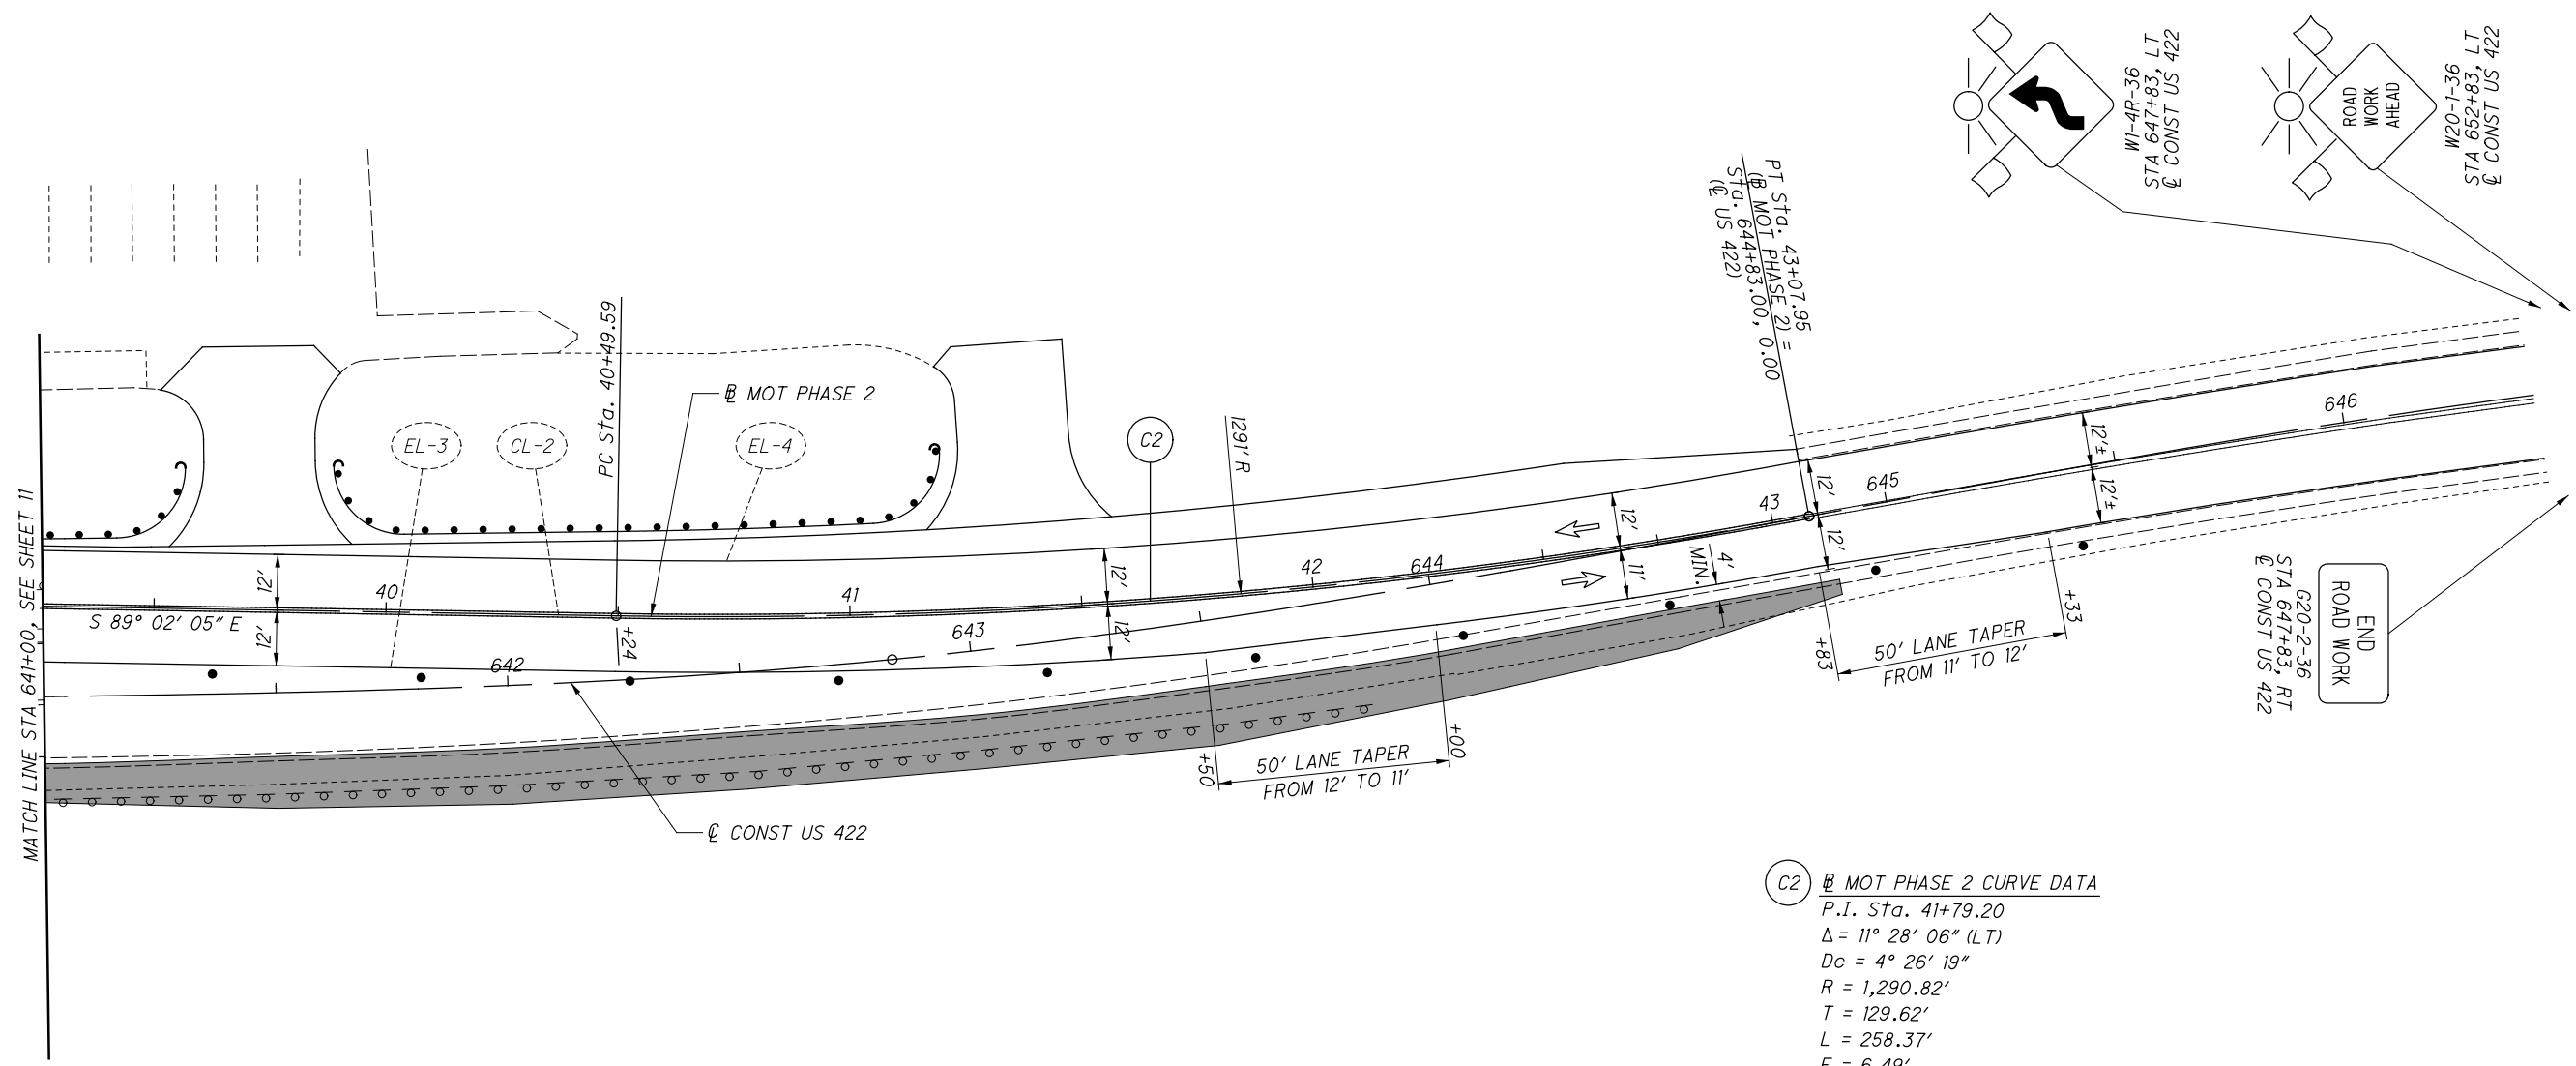 W1-4R-36
STA 647+83, LT
℄ CONST US 422
ROAD
WORK
AHEAD
W20-1-36
STA 652+83, LT
℄ CONST US 422
PT Sta. 43+07.95
(BL MOT PHASE 2) =
Sta. 644+83.00, 0.00
(℄ US 422)
PC Sta. 40+49.59
BL MOT PHASE 2
EL-3
CL-2
EL-4
C2
1291' R
646
12'±
12'±
645
43
12'
12'
12'
11'
4'
MIN.
42
644
12'
12'
41
40
12'
12'
S 89° 02' 05" E
+24
643
642
MATCH LINE STA 641+00, SEE SHEET 11
+33
+83
50' LANE TAPER
FROM 11' TO 12'
+00
+50
50' LANE TAPER
FROM 12' TO 11'
℄ CONST US 422
END
ROAD WORK
G20-2-36
STA 647+83, RT
℄ CONST US 422
C2
BL MOT PHASE 2 CURVE DATA
P.I. Sta. 41+79.20
Δ = 11° 28' 06" (LT)
Dc = 4° 26' 19"
R = 1,290.82'
T = 129.62'
L = 258.37'
E = 6.49'